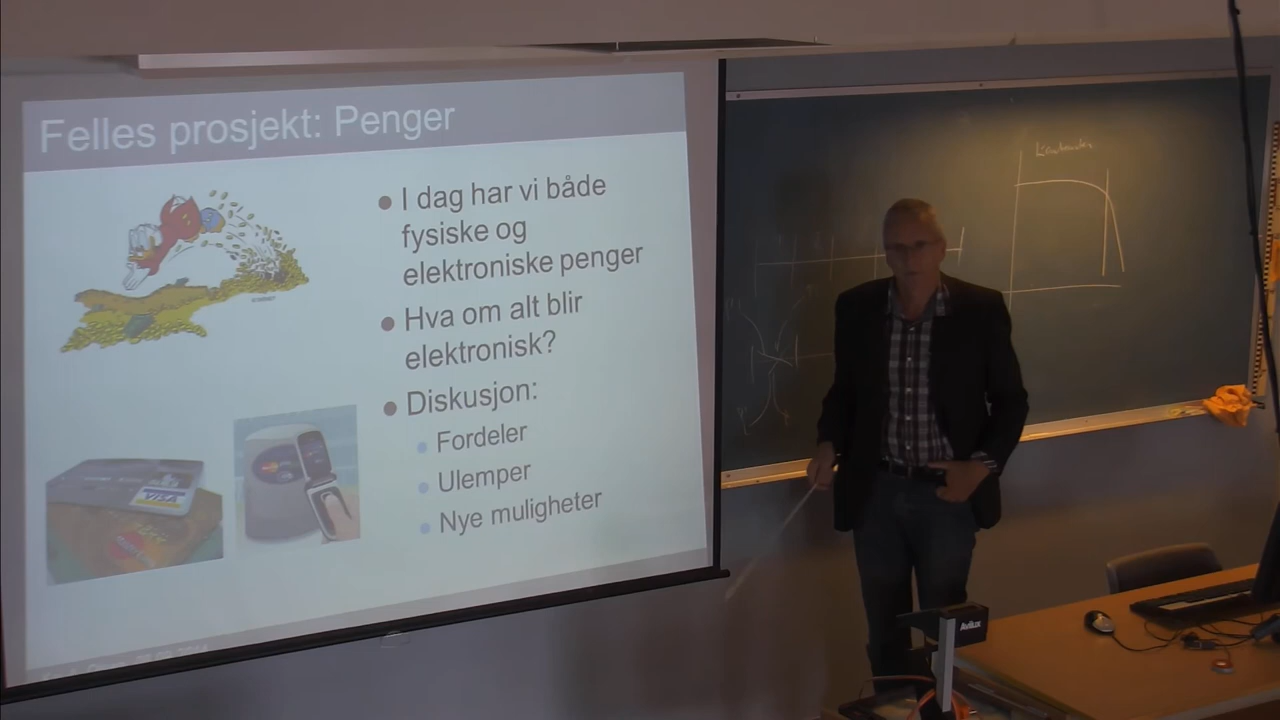 Felles prosjekt: Penger
I dag har vi både
fysiske og
elektroniske penger
Hva om alt blir
elektronisk?
Diskusjon:
Fordeler
Ulemper
Nye muligheter
VISA
Avilux